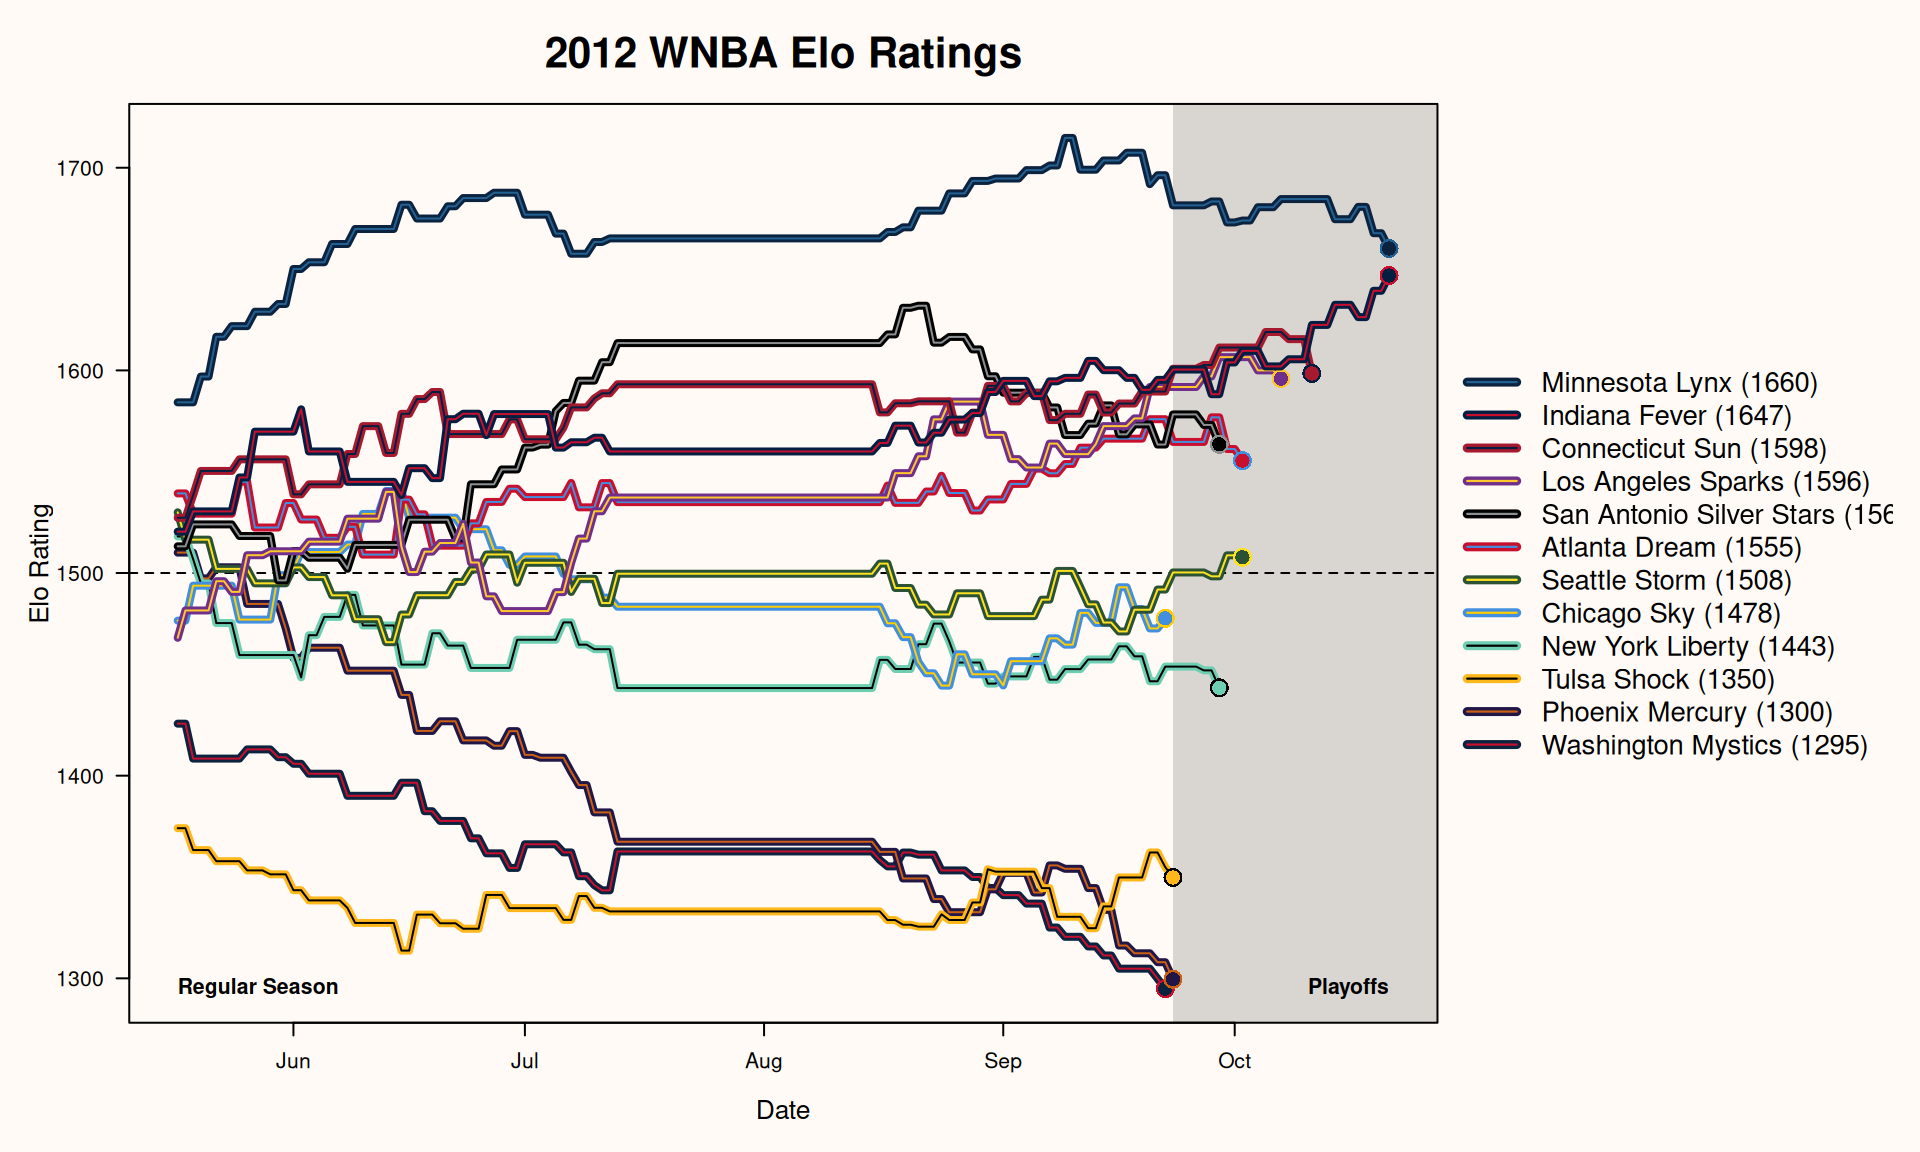 2012 WNBA Elo Ratings
1700
1600
1500
1400
1300
Elo Rating
Regular Season
Playoffs
Jun
Jul
Aug
Sep
Oct
Date
Minnesota Lynx (1660)
Indiana Fever (1647)
Connecticut Sun (1598)
Los Angeles Sparks (1596)
San Antonio Silver Stars (156
Atlanta Dream (1555)
Seattle Storm (1508)
Chicago Sky (1478)
New York Liberty (1443)
Tulsa Shock (1350)
Phoenix Mercury (1300)
Washington Mystics (1295)